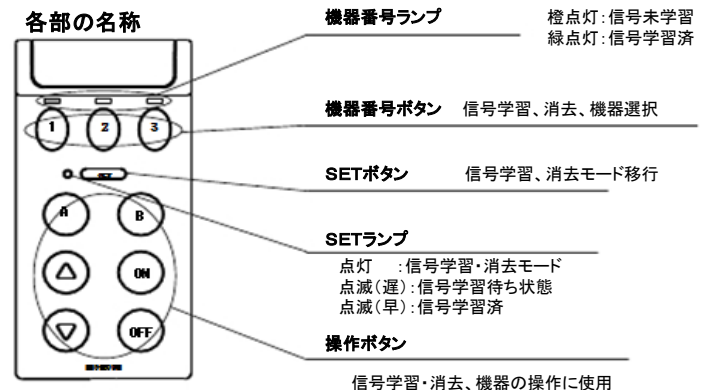 各部の名称
機器番号ランプ
橙点灯：信号未学習
緑点灯：信号学習済
1 2 3
機器番号ボタン 信号学習、消去、機器選択
SET
SETボタン 信号学習、消去モード移行
A B
SETランプ
点灯 ：信号学習・消去モード
点滅（遅）：信号学習待ち状態
点滅（早）：信号学習済
△ ON
▽ OFF
操作ボタン
信号学習・消去、機器の操作に使用